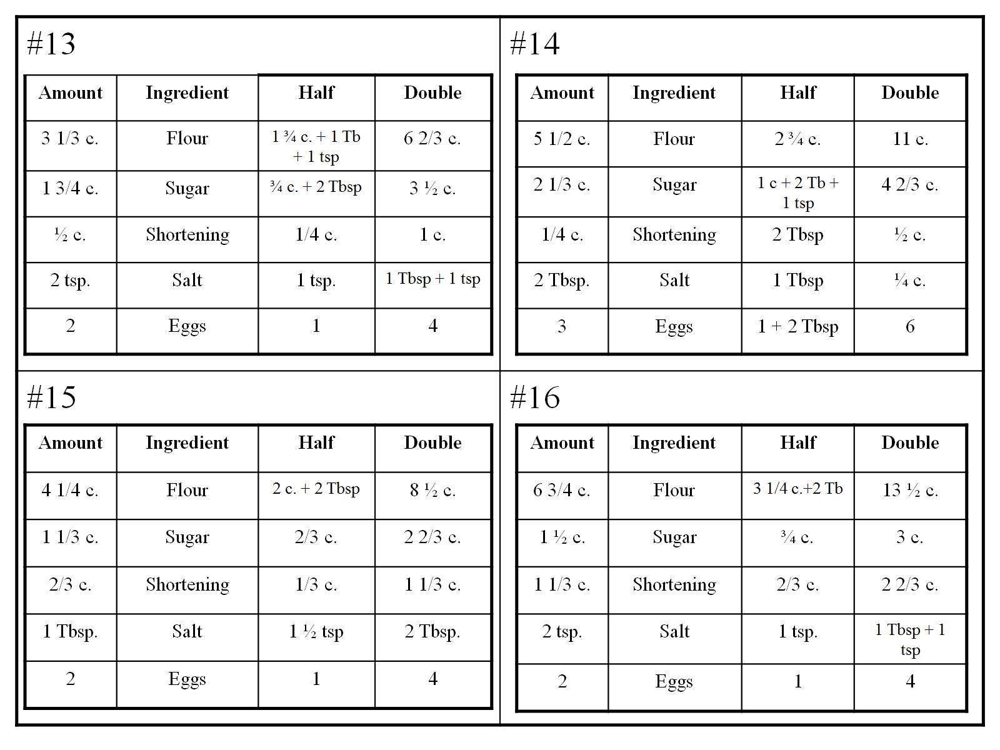 #13
Amount Ingredient Half Double
3 1/3 c. Flour 1 ¾ c. + 1 Tb + 1 tsp 6 2/3 c.
1 3/4 c. Sugar ¾ c. + 2 Tbsp 3 ½ c.
½ c. Shortening 1/4 c. 1 c.
2 tsp. Salt 1 tsp. 1 Tbsp + 1 tsp
2 Eggs 1 4
#14
Amount Ingredient Half Double
5 1/2 c. Flour 2 ¾ c. 11 c.
2 1/3 c. Sugar 1 c + 2 Tb + 1 tsp 4 2/3 c.
1/4 c. Shortening 2 Tbsp ½ c.
2 Tbsp. Salt 1 Tbsp ¼ c.
3 Eggs 1 + 2 Tbsp 6
#15
Amount Ingredient Half Double
4 1/4 c. Flour 2 c. + 2 Tbsp 8 ½ c.
1 1/3 c. Sugar 2/3 c. 2 2/3 c.
2/3 c. Shortening 1/3 c. 1 1/3 c.
1 Tbsp. Salt 1 ½ tsp 2 Tbsp.
2 Eggs 1 4
#16
Amount Ingredient Half Double
6 3/4 c. Flour 3 1/4 c.+2 Tb 13 ½ c.
1 ½ c. Sugar ¾ c. 3 c.
1 1/3 c. Shortening 2/3 c. 2 2/3 c.
2 tsp. Salt 1 tsp. 1 Tbsp + 1 tsp
2 Eggs 1 4